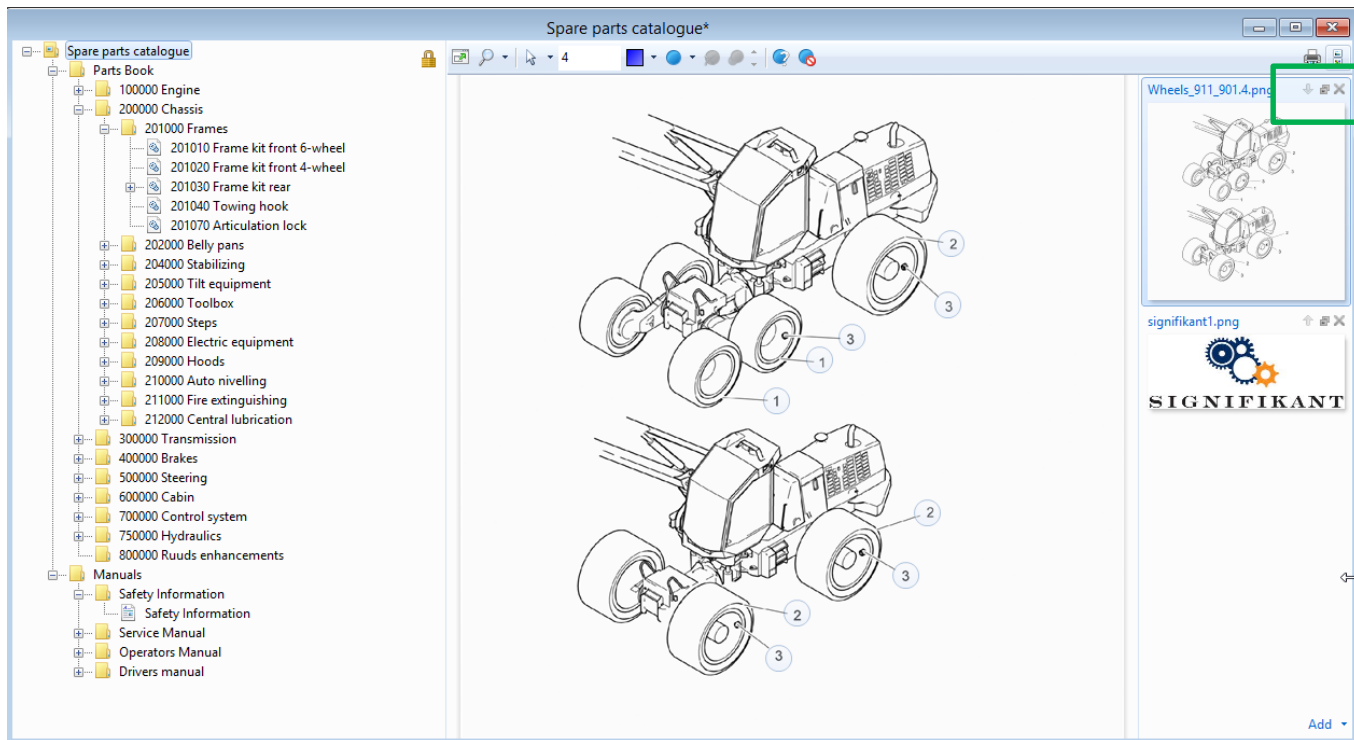 Spare parts catalogue*
Spare parts catalogue
Parts Book
100000 Engine
200000 Chassis
201000 Frames
201010 Frame kit front 6-wheel
201020 Frame kit front 4-wheel
201030 Frame kit rear
201040 Towing hook
201070 Articulation lock
202000 Belly pans
204000 Stabilizing
205000 Tilt equipment
206000 Toolbox
207000 Steps
208000 Electric equipment
209000 Hoods
210000 Auto nivelling
211000 Fire extinguishing
212000 Central lubrication
300000 Transmission
400000 Brakes
500000 Steering
600000 Cabin
700000 Control system
750000 Hydraulics
800000 Ruuds enhancements
Manuals
Safety Information
Safety Information
Service Manual
Operators Manual
Drivers manual
4
2
3
3
1
1
2
3
2
3
Wheels_911_901.4.png
signifikant1.png
SIGNIFIKANT
Add